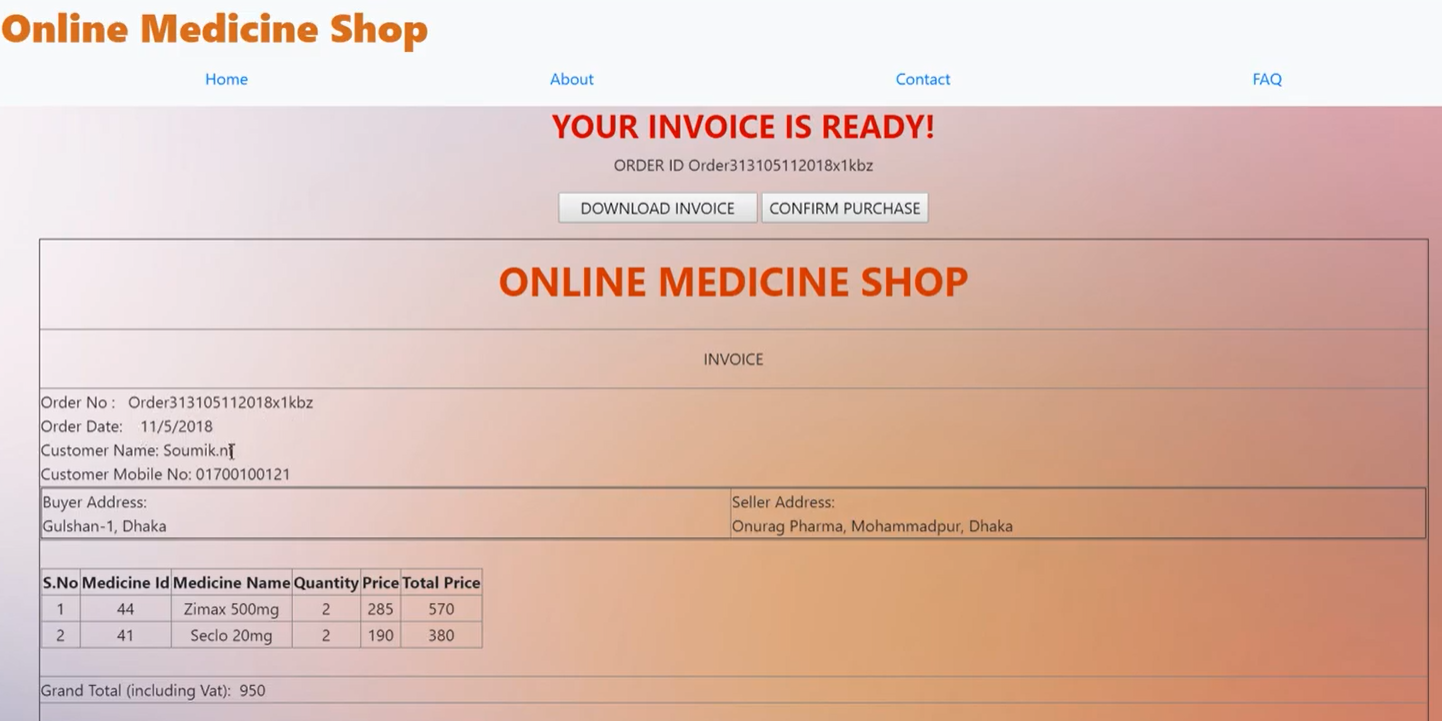 Online Medicine Shop
Home About Contact FAQ
YOUR INVOICE IS READY!
ORDER ID Order313105112018x1kbz
DOWNLOAD INVOICE CONFIRM PURCHASE
ONLINE MEDICINE SHOP
INVOICE
Order No : Order313105112018x1kbz
Order Date: 11/5/2018
Customer Name:
Customer Mobile No: 01700100121
Buyer Address: Seller Address:
Gulshan-1, Dhaka Onurag Pharma, Mohammadpur, Dhaka
S.No Medicine Id Medicine Name Quantity Price Total Price
1 44 Zimax 500mg 2 285 570
2 41 Seclo 20mg 2 190 380
Grand Total (including Vat): 950